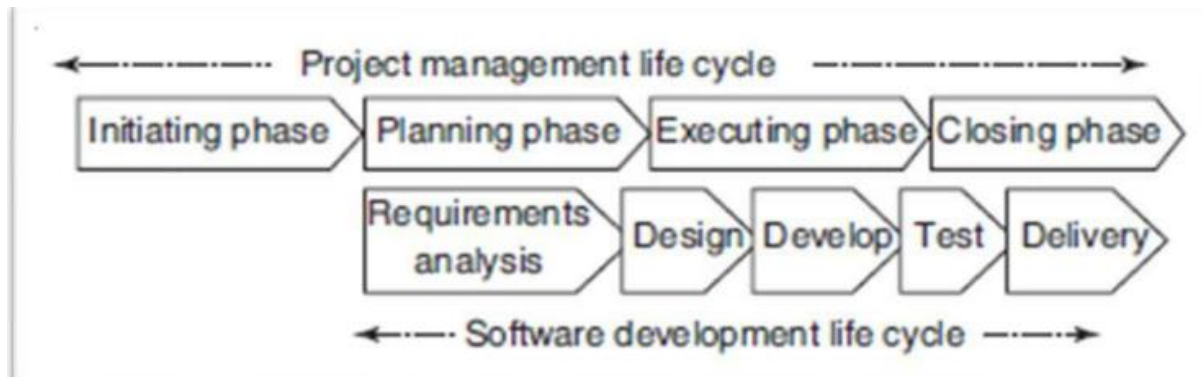 Project management life cycle
Initiating phase Planning phase Executing phase Closing phase
Requirements
analysis
Design Develop Test Delivery
Software development life cycle